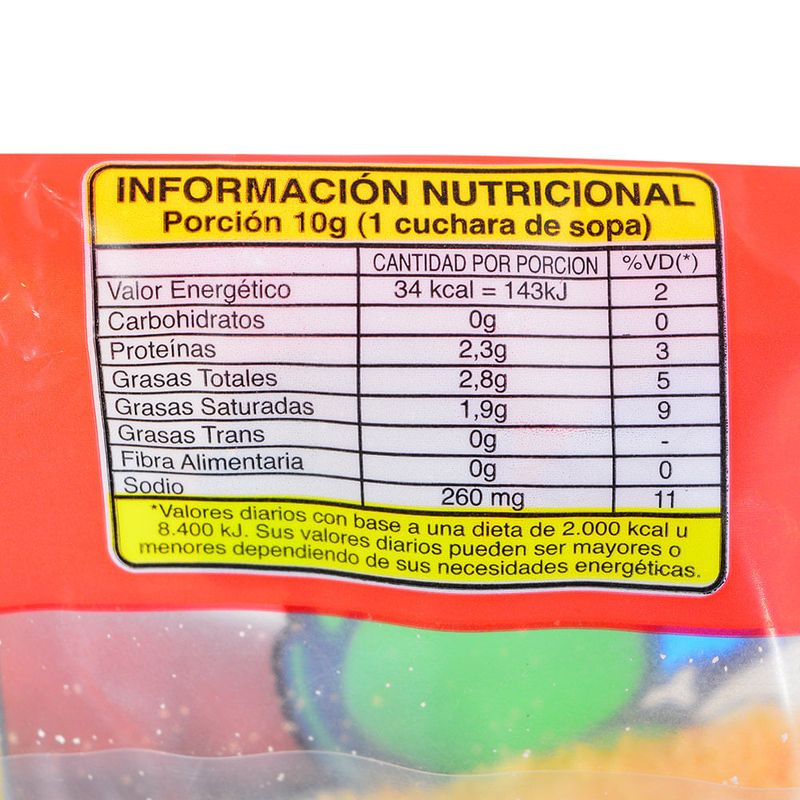 INFORMACIÓN NUTRICIONAL
Porción 10g (1 cuchara de sopa)
CANTIDAD POR PORCION %VD(*)
Valor Energético 34 kcal = 143kJ 2
Carbohidratos 0g 0
Proteínas 2,3g 3
Grasas Totales 2,8g 5
Grasas Saturadas 1,9g 9
Grasas Trans 0g -
Fibra Alimentaria 0g 0
Sodio 260 mg 11
*Valores diarios con base a una dieta de 2.000 kcal u
8.400 kJ. Sus valores diarios pueden ser mayores o
menores dependiendo de sus necesidades energéticas.